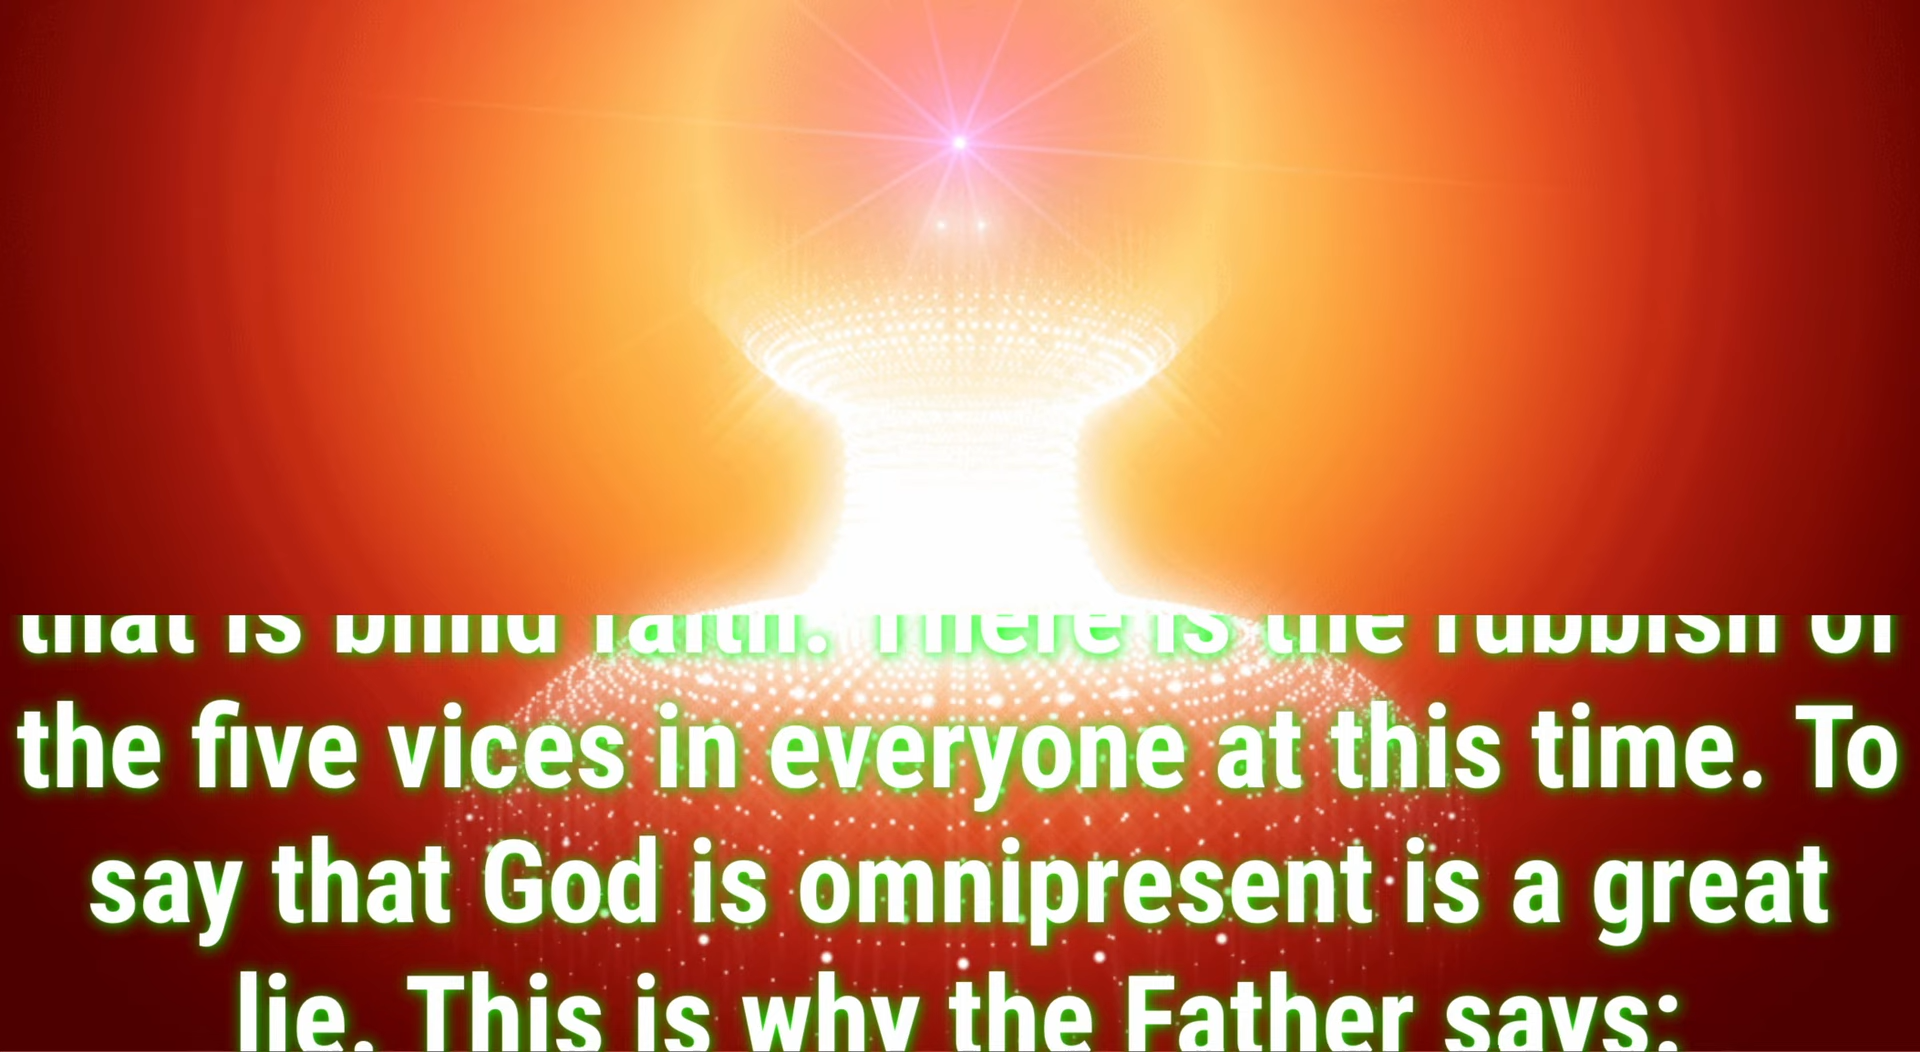 that is blind faith. There is the rubbish of
the five vices in everyone at this time. To
say that God is omnipresent is a great
lie. This is why the Father says: